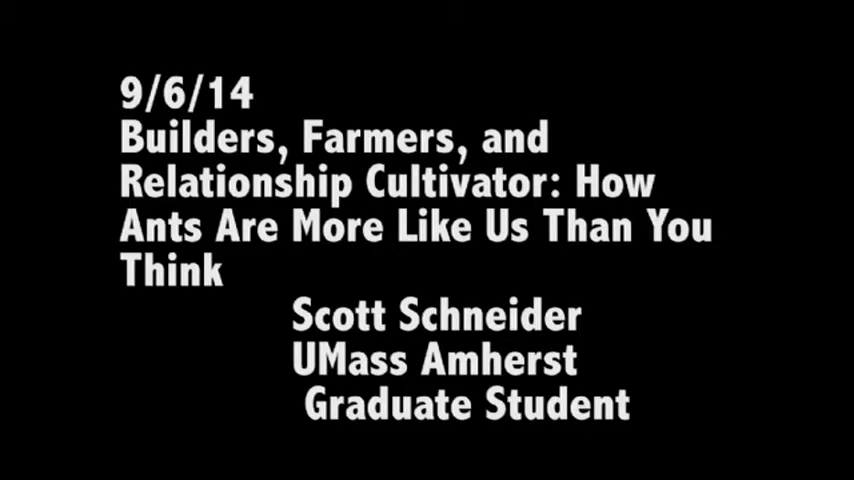 9/6/14
Builders, Farmers, and
Relationship Cultivator: How
Ants Are More Like Us Than You
Think
Scott Schneider
UMass Amherst
Graduate Student